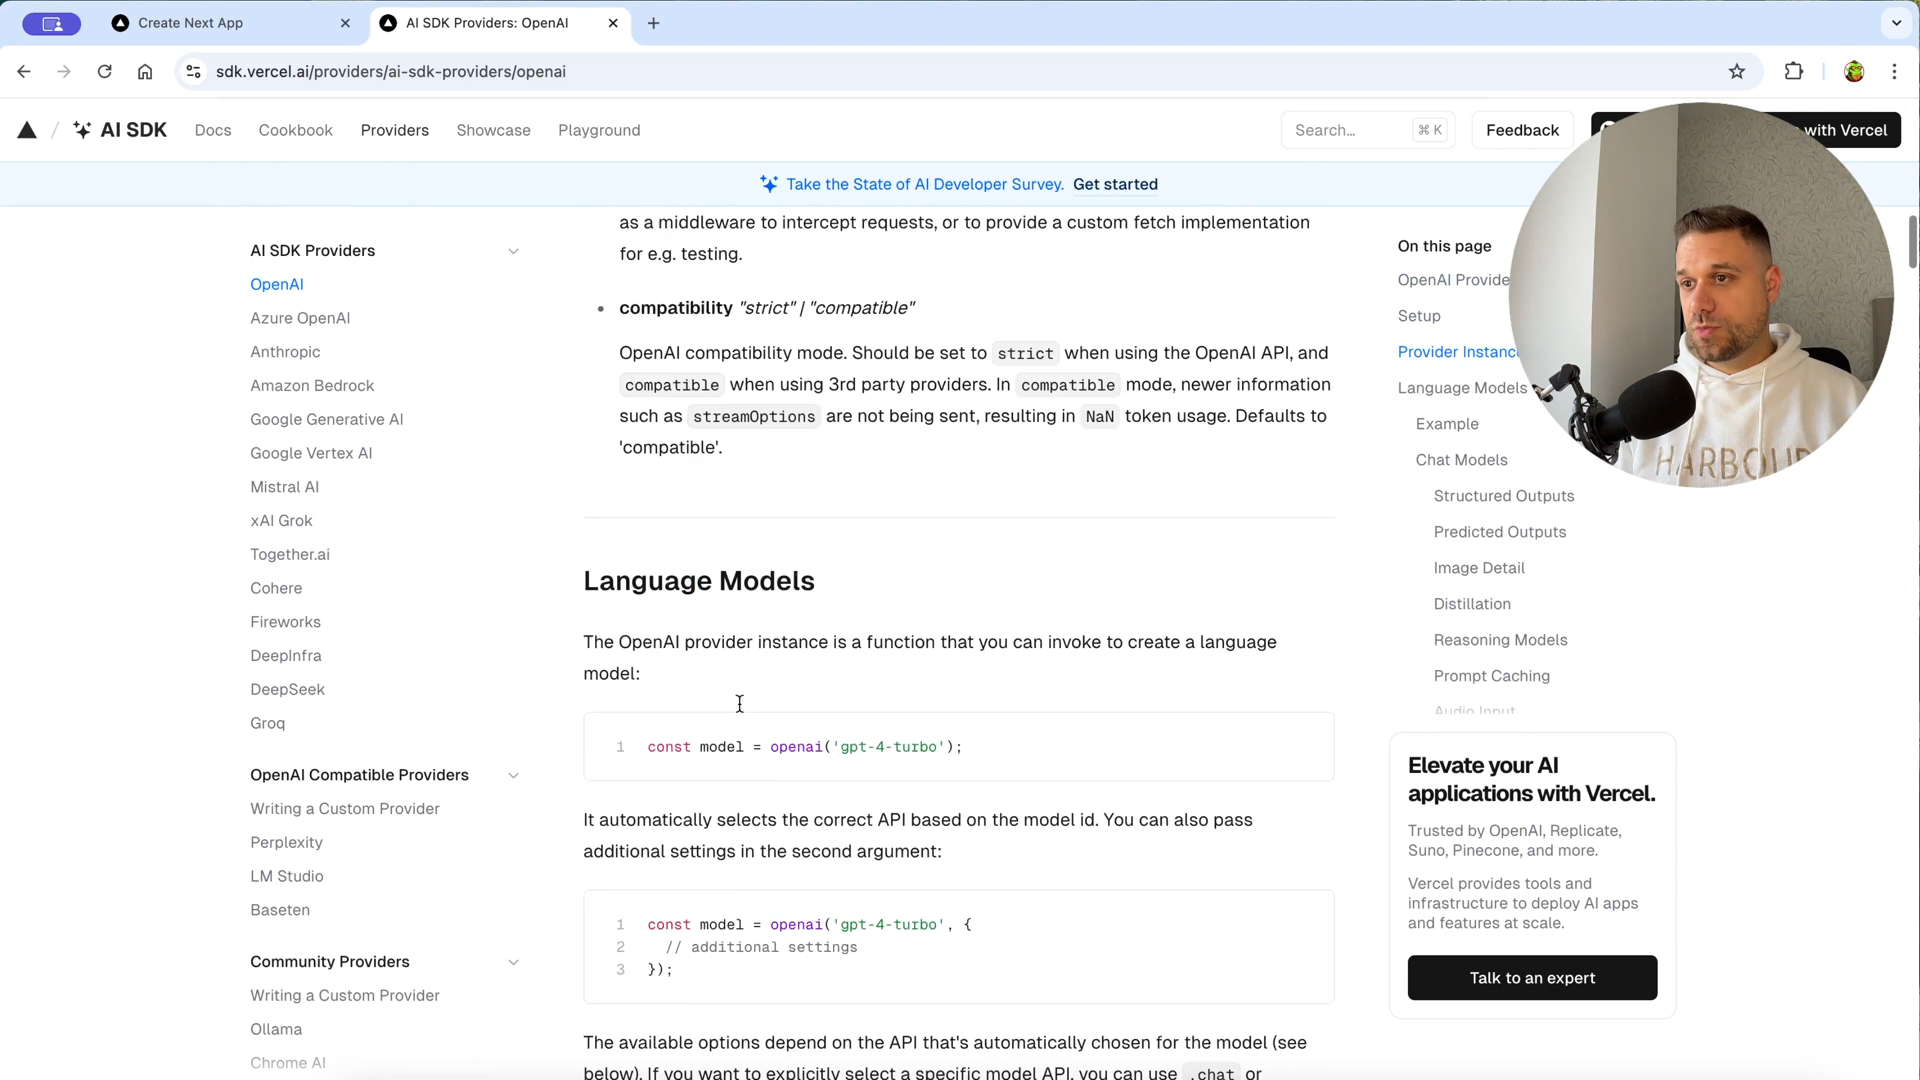 Create Next App
AI SDK Providers: OpenAI
sdk.vercel.ai/providers/ai-sdk-providers/openai
AI SDK
Docs
Cookbook
Providers
Showcase
Playground
Search...
⌘ K
Feedback
with Vercel
Take the State of AI Developer Survey. Get started
AI SDK Providers
OpenAI
Azure OpenAI
Anthropic
Amazon Bedrock
Google Generative AI
Google Vertex AI
Mistral AI
xAI Grok
Together.ai
Cohere
Fireworks
DeepInfra
DeepSeek
Groq
OpenAI Compatible Providers
Writing a Custom Provider
Perplexity
LM Studio
Baseten
Community Providers
Writing a Custom Provider
Ollama
Chrome AI
as a middleware to intercept requests, or to provide a custom fetch implementation
for e.g. testing.
• compatibility "strict" | "compatible"
OpenAI compatibility mode. Should be set to strict when using the OpenAI API, and
compatible when using 3rd party providers. In compatible mode, newer information
such as streamOptions are not being sent, resulting in NaN token usage. Defaults to
'compatible'.
Language Models
The OpenAI provider instance is a function that you can invoke to create a language
model:
1 const model = openai('gpt-4-turbo');
It automatically selects the correct API based on the model id. You can also pass
additional settings in the second argument:
1 const model = openai('gpt-4-turbo', {
2 // additional settings
3 });
The available options depend on the API that's automatically chosen for the model (see
below). If you want to explicitly select a specific model API, you can use .chat or
On this page
OpenAI Provide
Setup
Provider Instanc
Language Models
Example
Chat Models
Structured Outputs
Predicted Outputs
Image Detail
Distillation
Reasoning Models
Prompt Caching
Audio Input
Elevate your AI
applications with Vercel.
Trusted by OpenAI, Replicate,
Suno, Pinecone, and more.
Vercel provides tools and
infrastructure to deploy AI apps
and features at scale.
Talk to an expert
HARBOUR